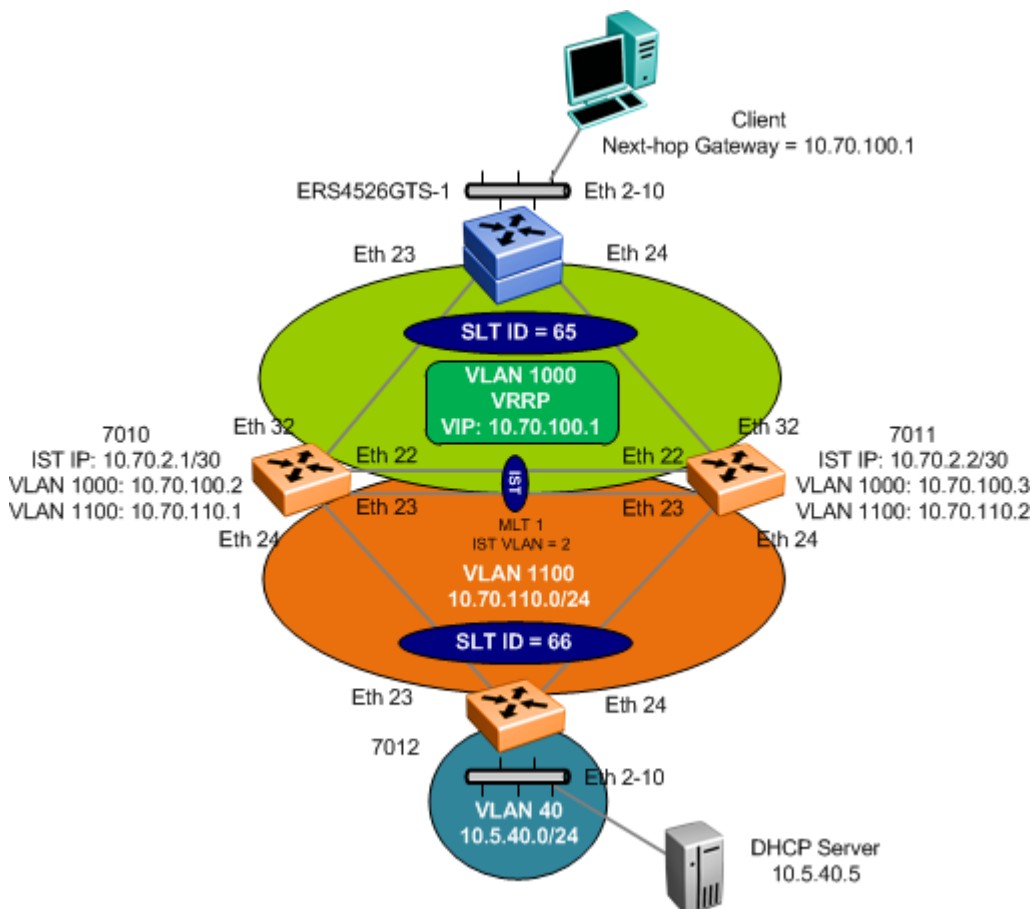 Client
Next-hop Gateway = 10.70.100.1
ERS4526GTS-1
Eth 2-10
Eth 23
Eth 24
SLT ID = 65
VLAN 1000
VRRP
VIP: 10.70.100.1
Eth 32
Eth 32
7010
IST IP: 10.70.2.1/30
VLAN 1000: 10.70.100.2
VLAN 1100: 10.70.110.1
Eth 22
Eth 22
7011
IST IP: 10.70.2.2/30
VLAN 1000: 10.70.100.3
VLAN 1100: 10.70.110.2
IST
Eth 23
Eth 23
MLT 1
IST VLAN = 2
Eth 24
Eth 24
VLAN 1100
10.70.110.0/24
SLT ID = 66
Eth 23
Eth 24
7012
Eth 2-10
VLAN 40
10.5.40.0/24
DHCP Server
10.5.40.5